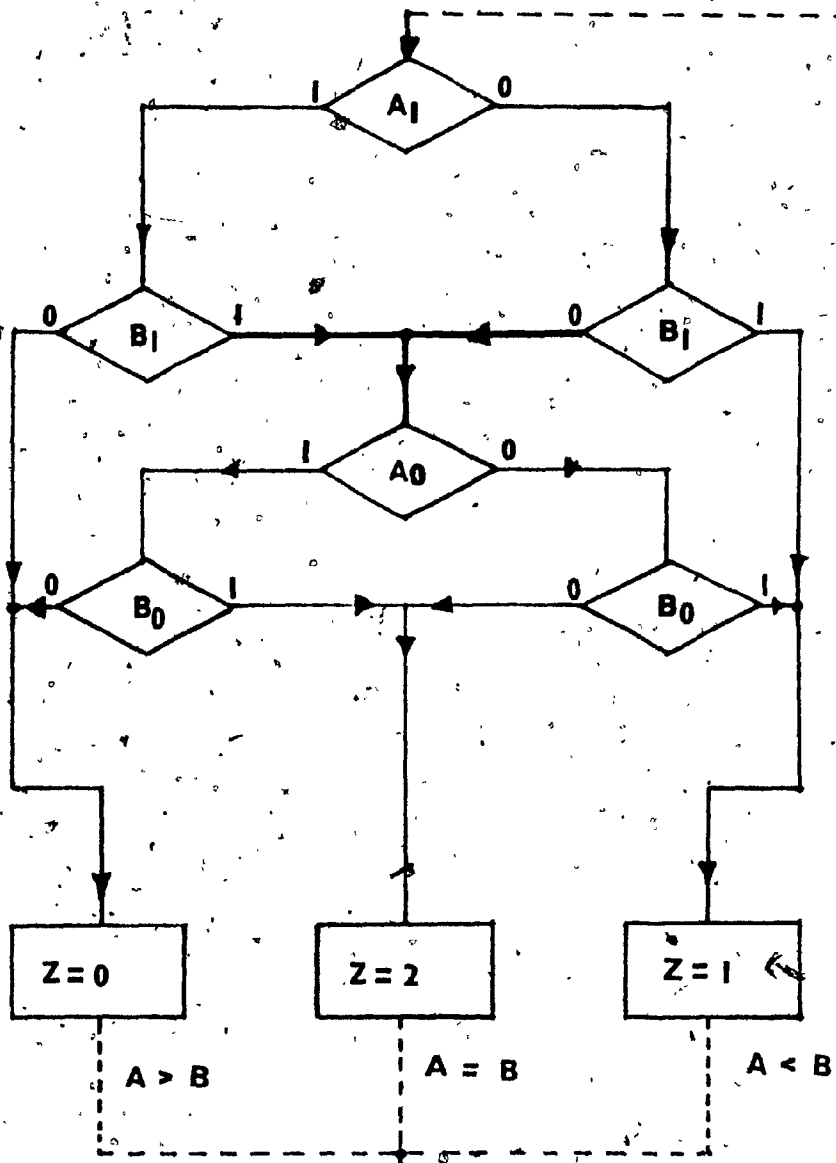 1 A1 0
0 B1 1 0 B1 1
1 A0 0
0 B0 1 0 B0 1
Z = 0 Z = 2 Z = 1
A > B A = B A < B